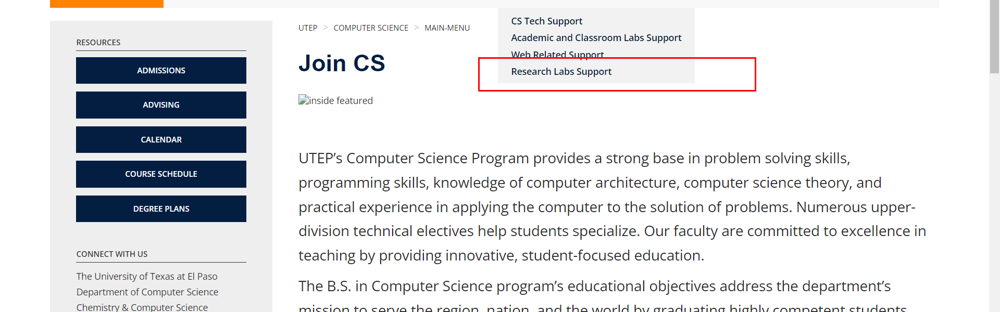 RESOURCES
ADMISSIONS
ADVISING
CALENDAR
COURSE SCHEDULE
DEGREE PLANS
CONNECT WITH US
The University of Texas at El Paso
Department of Computer Science
Chemistry & Computer Science
UTEP > COMPUTER SCIENCE > MAIN-MENU
CS Tech Support
Academic and Classroom Labs Support
Web Related Support
Research Labs Support
Join CS
inside featured
UTEP’s Computer Science Program provides a strong base in problem solving skills,
programming skills, knowledge of computer architecture, computer science theory, and
practical experience in applying the computer to the solution of problems. Numerous upper-
division technical electives help students specialize. Our faculty are committed to excellence in
teaching by providing innovative, student-focused education.
The B.S. in Computer Science program’s educational objectives address the department’s
mission to serve the region, nation, and the world by graduating highly competent students